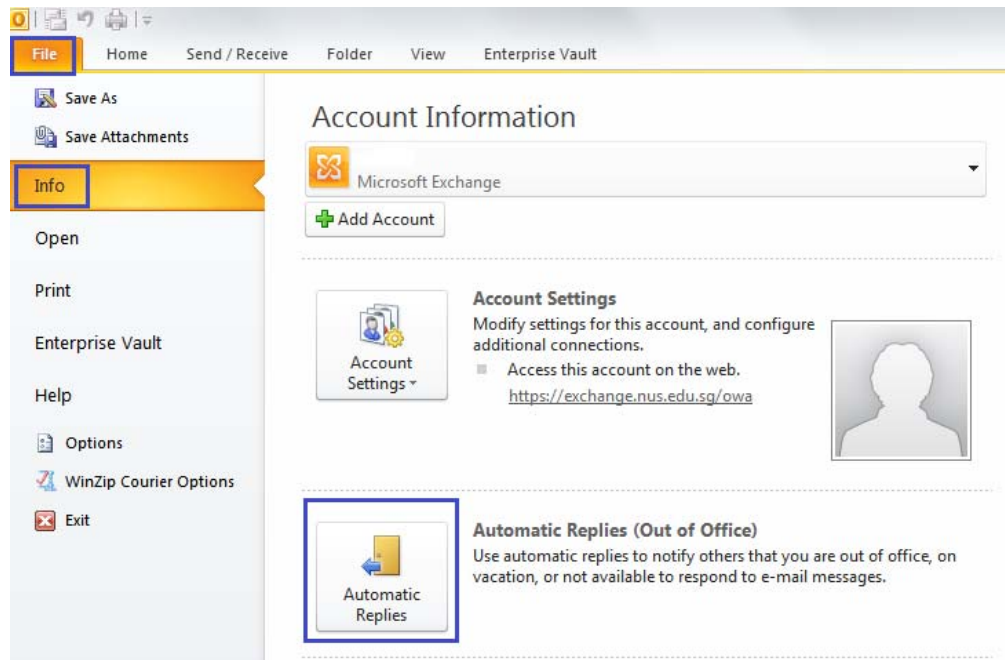 File Home Send / Receive Folder View Enterprise Vault
Save As
Save Attachments
Info
Open
Print
Enterprise Vault
Help
Options
WinZip Courier Options
Exit
Account Information
Microsoft Exchange
Add Account
Account
Settings
Account Settings
Modify settings for this account, and configure
additional connections.
Access this account on the web.
https://exchange.nus.edu.sg/owa
Automatic
Replies
Automatic Replies (Out of Office)
Use automatic replies to notify others that you are out of office, on
vacation, or not available to respond to e-mail messages.